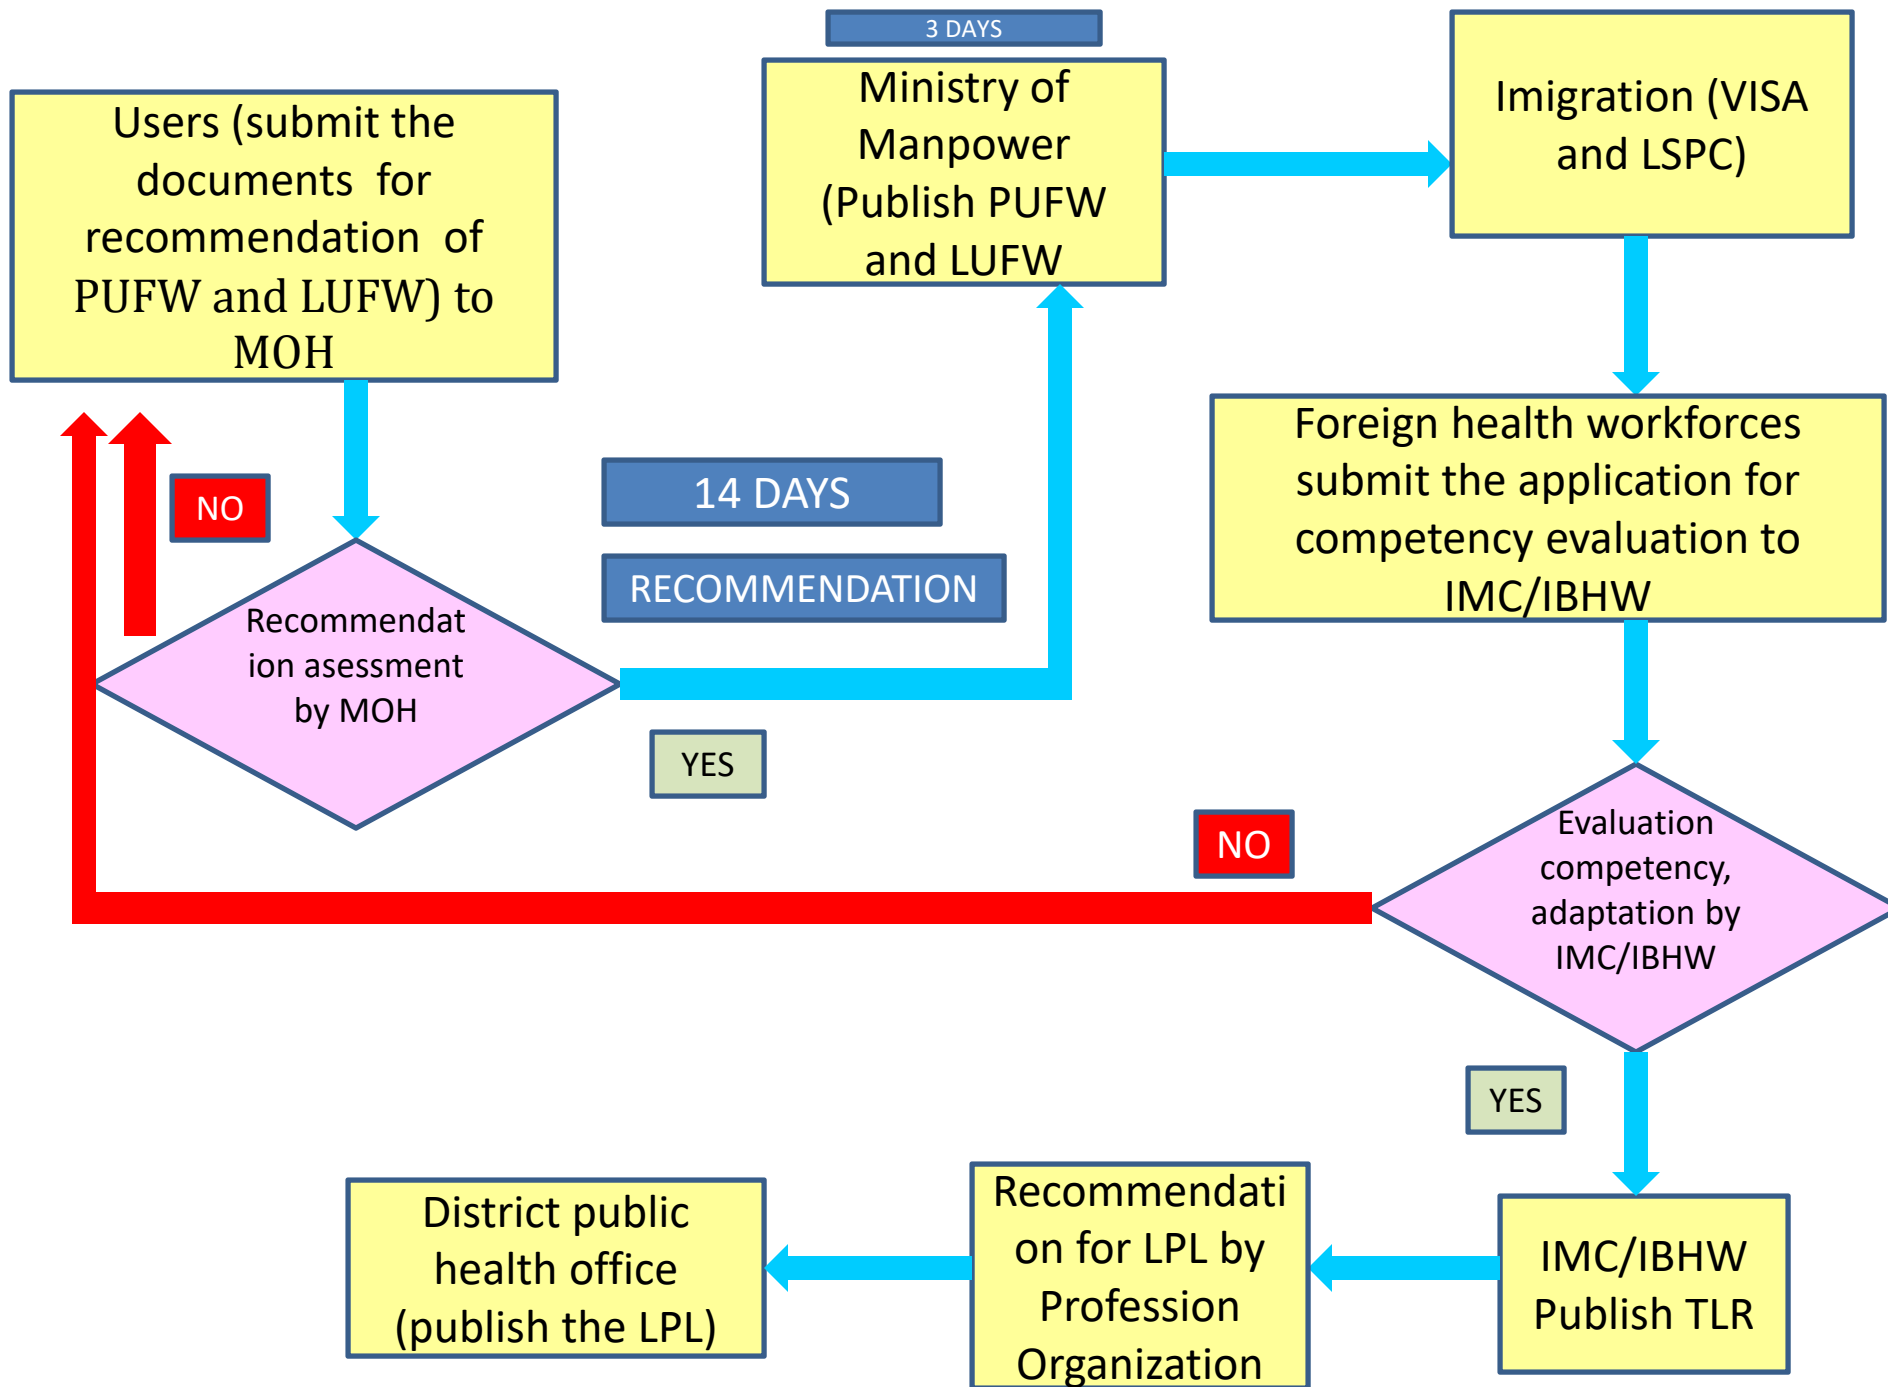 Users (submit the
documents for
recommendation of
PUFW and LUFW) to
MOH
NO
Recommendat
ion asessment
by MOH
14 DAYS
RECOMMENDATION
YES
3 DAYS
Ministry of
Manpower
(Publish PUFW
and LUFW
Imigration (VISA
and LSPC)
Foreign health workforces
submit the application for
competency evaluation to
IMC/IBHW
NO
Evaluation
competency,
adaptation by
IMC/IBHW
YES
IMC/IBHW
Publish TLR
Recommendati
on for LPL by
Profession
Organization
District public
health office
(publish the LPL)